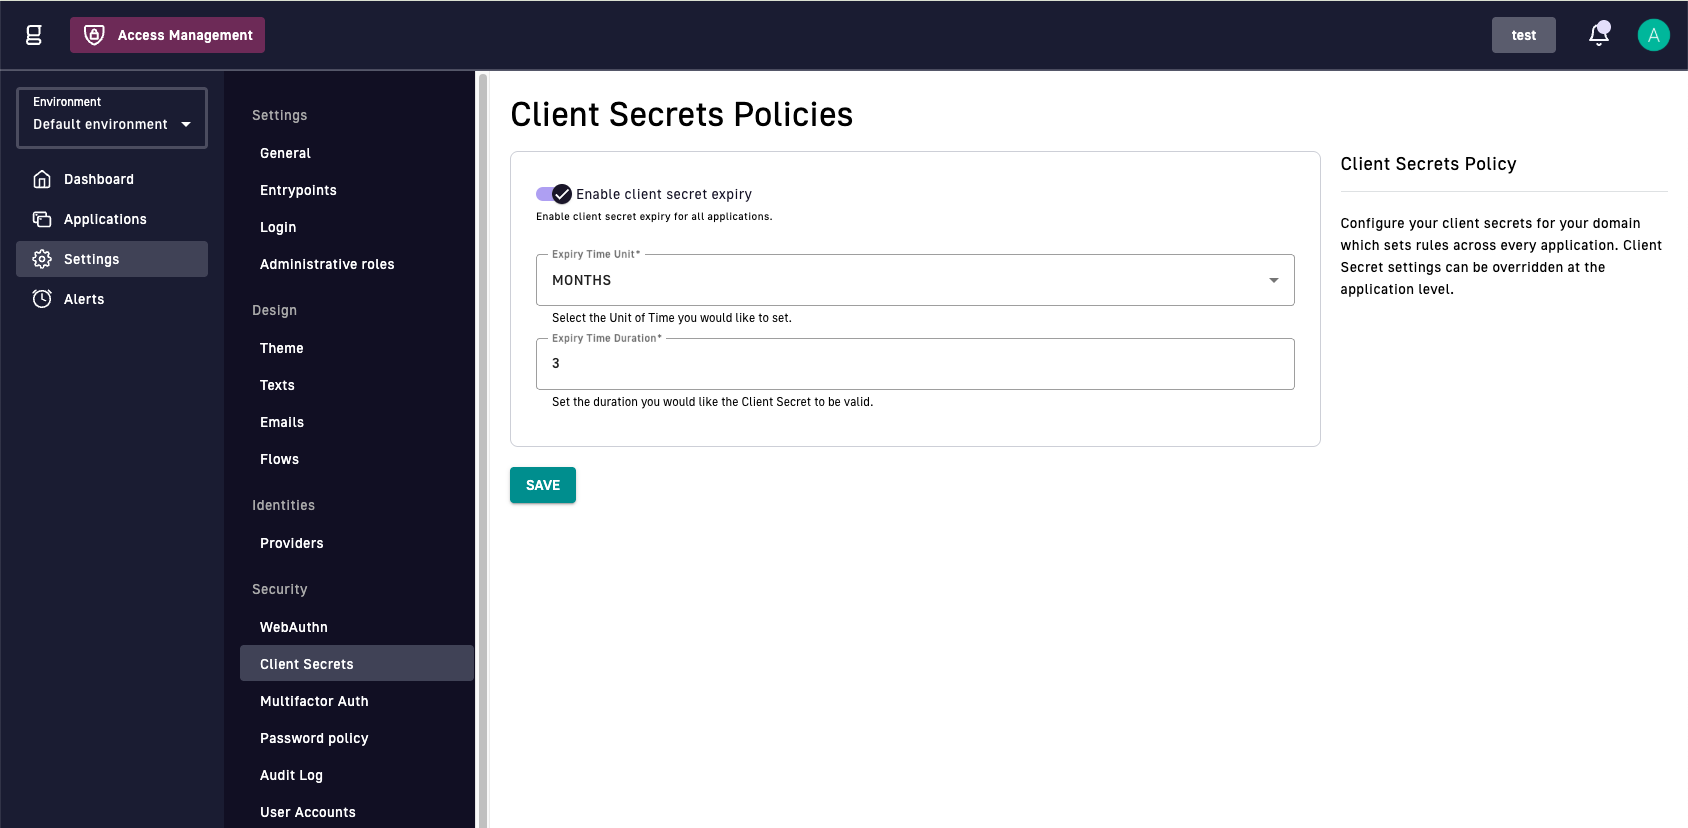 Access Management
test
A
Environment
Default environment
Dashboard
Applications
Settings
Alerts
Settings
General
Entrypoints
Login
Administrative roles
Design
Theme
Texts
Emails
Flows
Identities
Providers
Security
WebAuthn
Client Secrets
Multifactor Auth
Password policy
Audit Log
User Accounts
Client Secrets Policies
Enable client secret expiry
Enable client secret expiry for all applications.
Expiry Time Unit*
MONTHS
Select the Unit of Time you would like to set.
Expiry Time Duration*
3
Set the duration you would like the Client Secret to be valid.
SAVE
Client Secrets Policy
Configure your client secrets for your domain
which sets rules across every application. Client
Secret settings can be overridden at the
application level.